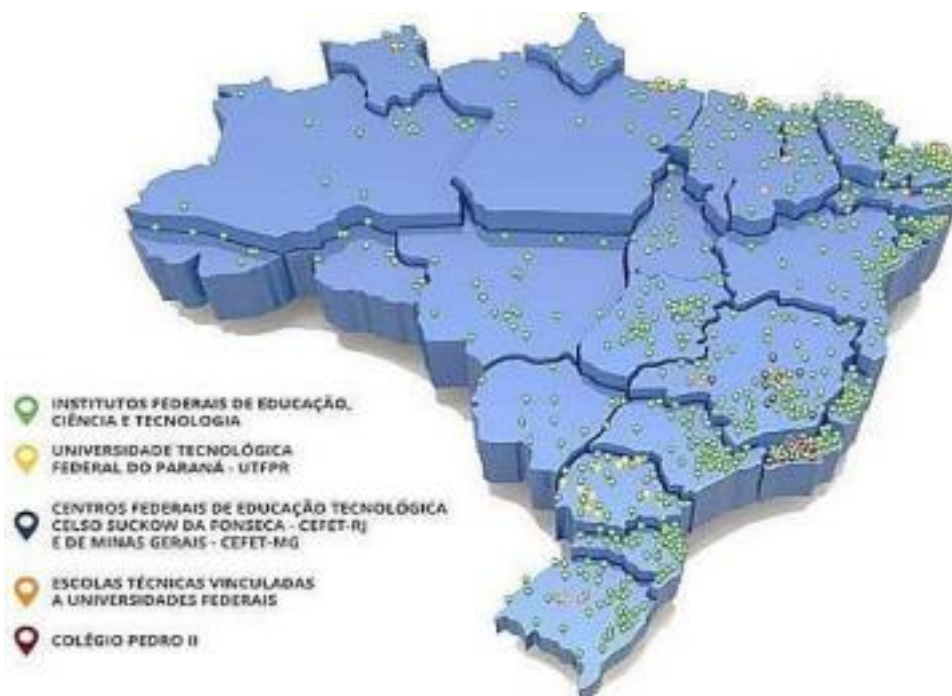 INSTITUTOS FEDERAIS DE EDUCAÇÃO,
CIÊNCIA E TECNOLOGIA
UNIVERSIDADE TECNOLÓGICA
FEDERAL DO PARANÁ - UTFPR
CENTROS FEDERAIS DE EDUCAÇÃO TECNOLÓGICA
CELSO SUCKOW DA FONSECA - CEFET-RJ
E DE MINAS GERAIS - CEFET-MG
ESCOLAS TÉCNICAS VINCULADAS
A UNIVERSIDADES FEDERAIS
COLÉGIO PEDRO II